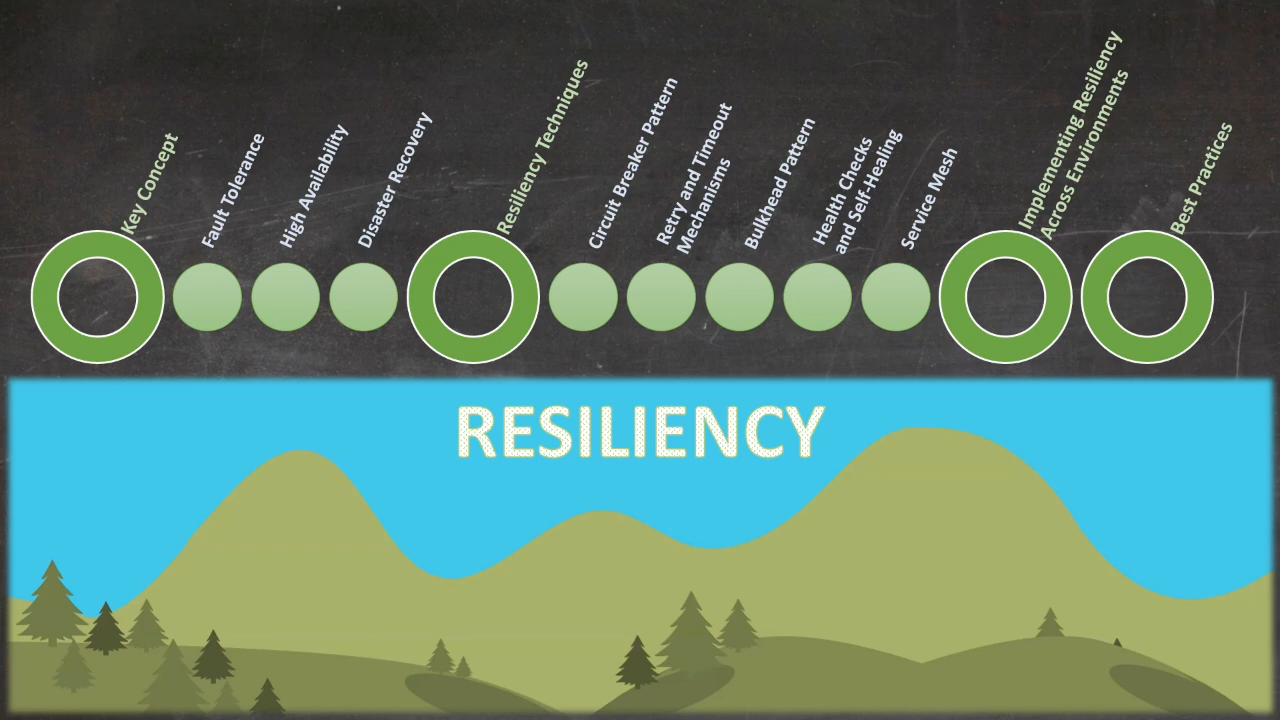 Key Concept
Fault Tolerance
High Availability
Disaster Recovery
Resiliency Techniques
Circuit Breaker Pattern
Retry and Timeout
Mechanisms
Bulkhead Pattern
Health Checks
and Self-Healing
Service Mesh
Implementing Resiliency
Across Environments
Best Practices
RESILIENCY